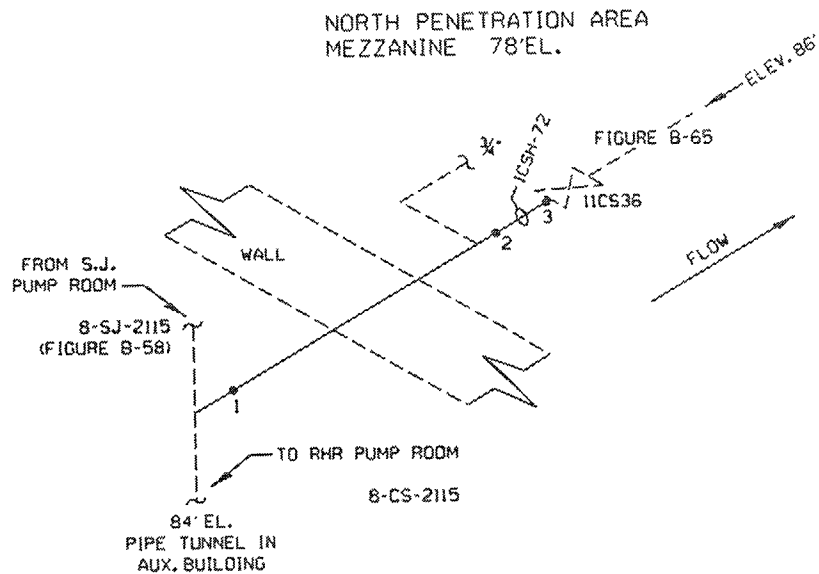 NORTH PENETRATION AREA
MEZZANINE 78'EL.
ELEV. 86'
FIGURE B-65
3/4"
1CSH-72
11CS36
3
2
WALL
FLOW
FROM S.J.
PUMP ROOM
8-SJ-2115
(FIGURE B-58)
1
TO RHR PUMP ROOM
8-CS-2115
84' EL.
PIPE TUNNEL IN
AUX. BUILDING